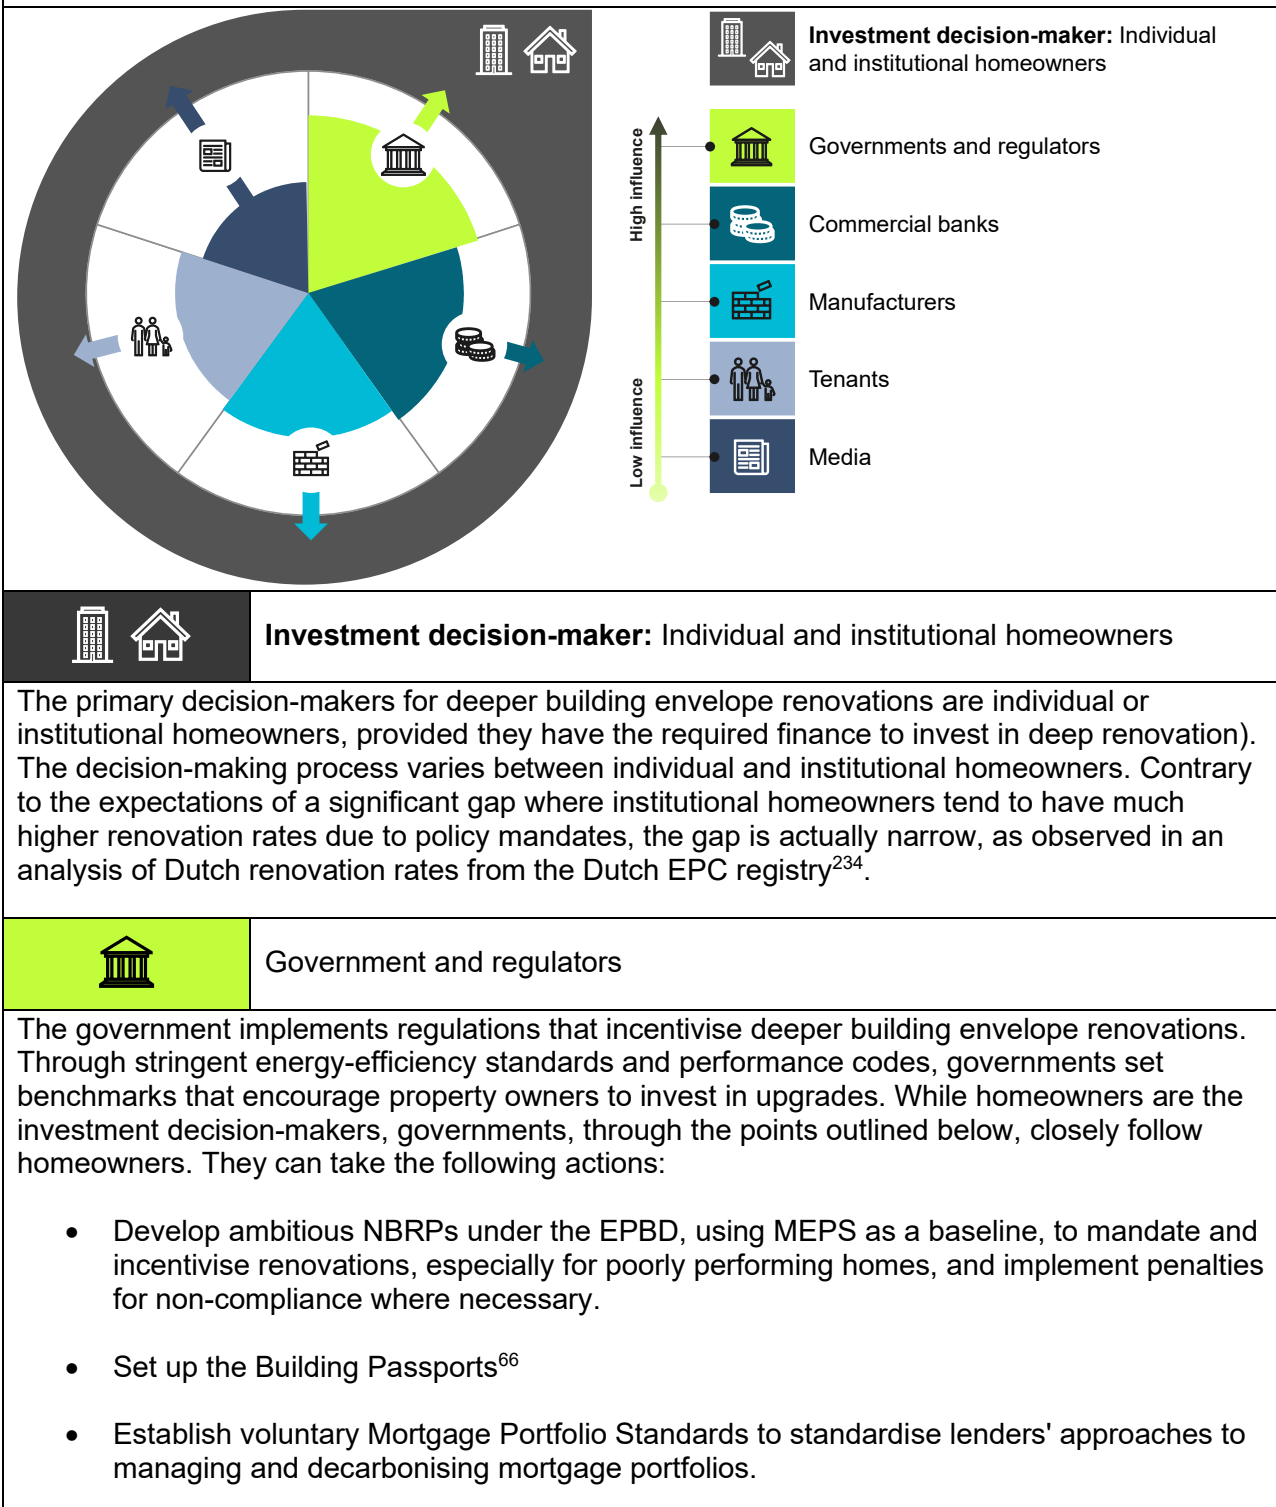 Investment decision-maker: Individual
and institutional homeowners
High influence
Low influence
Governments and regulators
Commercial banks
Manufacturers
Tenants
Media
Investment decision-maker: Individual and institutional homeowners
The primary decision-makers for deeper building envelope renovations are individual or
institutional homeowners, provided they have the required finance to invest in deep renovation).
The decision-making process varies between individual and institutional homeowners. Contrary
to the expectations of a significant gap where institutional homeowners tend to have much
higher renovation rates due to policy mandates, the gap is actually narrow, as observed in an
analysis of Dutch renovation rates from the Dutch EPC registry234.
Government and regulators
The government implements regulations that incentivise deeper building envelope renovations.
Through stringent energy-efficiency standards and performance codes, governments set
benchmarks that encourage property owners to invest in upgrades. While homeowners are the
investment decision-makers, governments, through the points outlined below, closely follow
homeowners. They can take the following actions:
• Develop ambitious NBRPs under the EPBD, using MEPS as a baseline, to mandate and
incentivise renovations, especially for poorly performing homes, and implement penalties
for non-compliance where necessary.
• Set up the Building Passports66
• Establish voluntary Mortgage Portfolio Standards to standardise lenders' approaches to
managing and decarbonising mortgage portfolios.